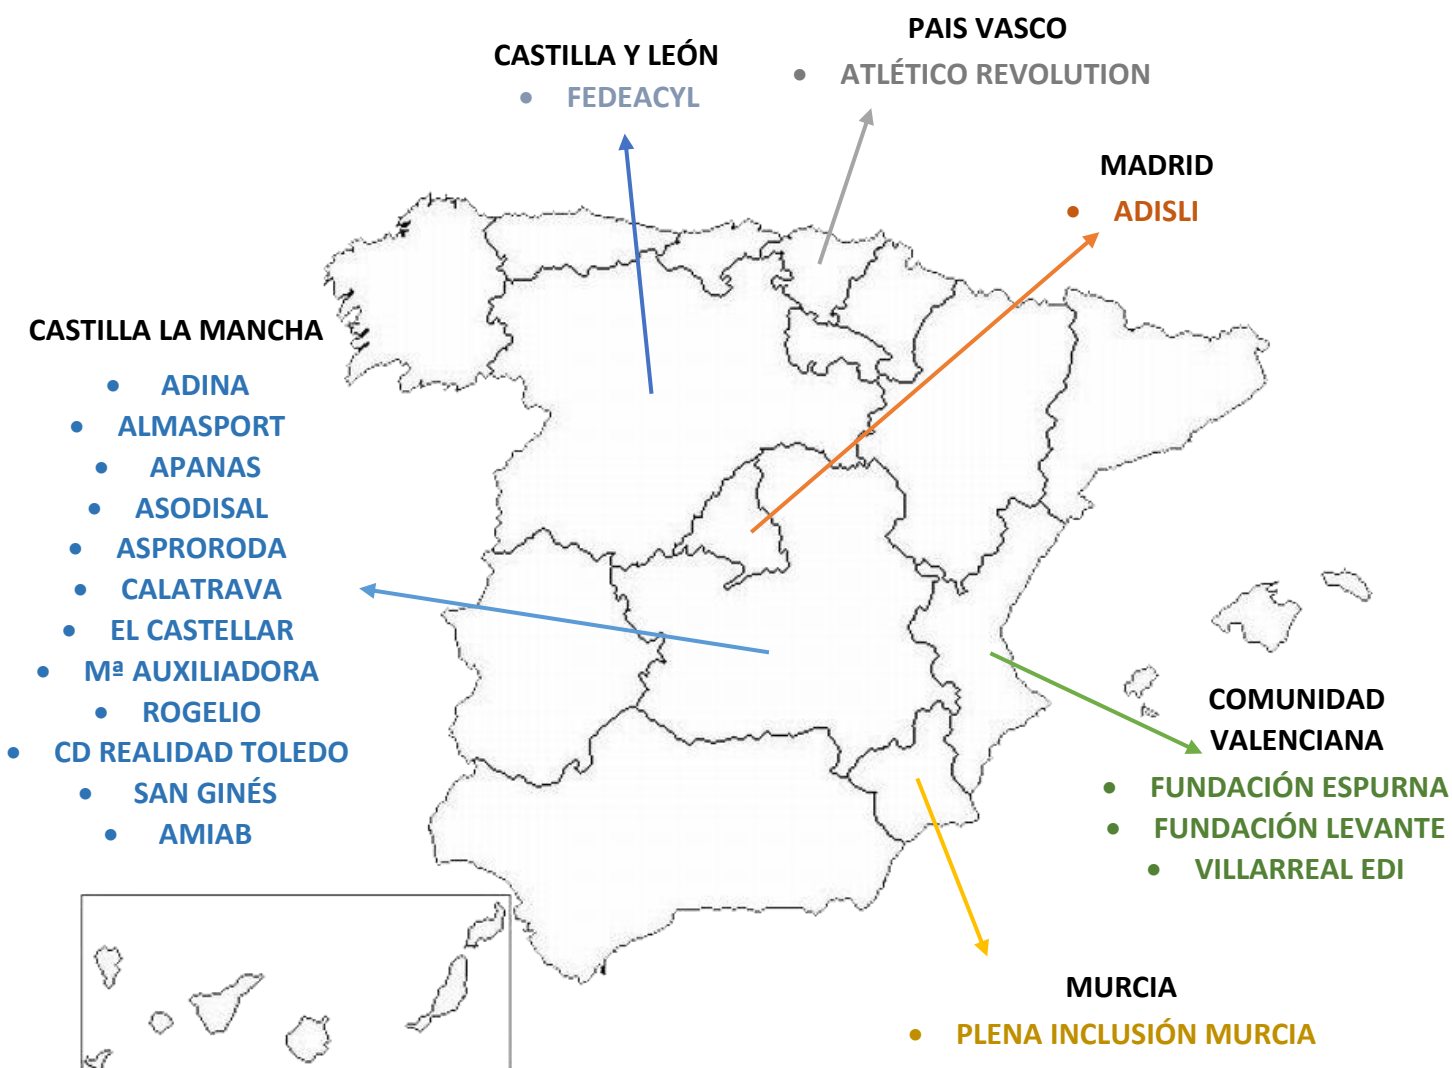 PAIS VASCO
• ATLÉTICO REVOLUTION
CASTILLA Y LEÓN
• FEDEACYL
MADRID
• ADISLI
CASTILLA LA MANCHA
• ADINA
• ALMASPORT
• APANAS
• ASODISAL
• ASPRORODA
• CALATRAVA
• EL CASTELLAR
• Mª AUXILIADORA
• ROGELIO
• CD REALIDAD TOLEDO
• SAN GINÉS
• AMIAB
COMUNIDAD
VALENCIANA
• FUNDACIÓN ESPURNA
• FUNDACIÓN LEVANTE
• VILLARREAL EDI
MURCIA
• PLENA INCLUSIÓN MURCIA